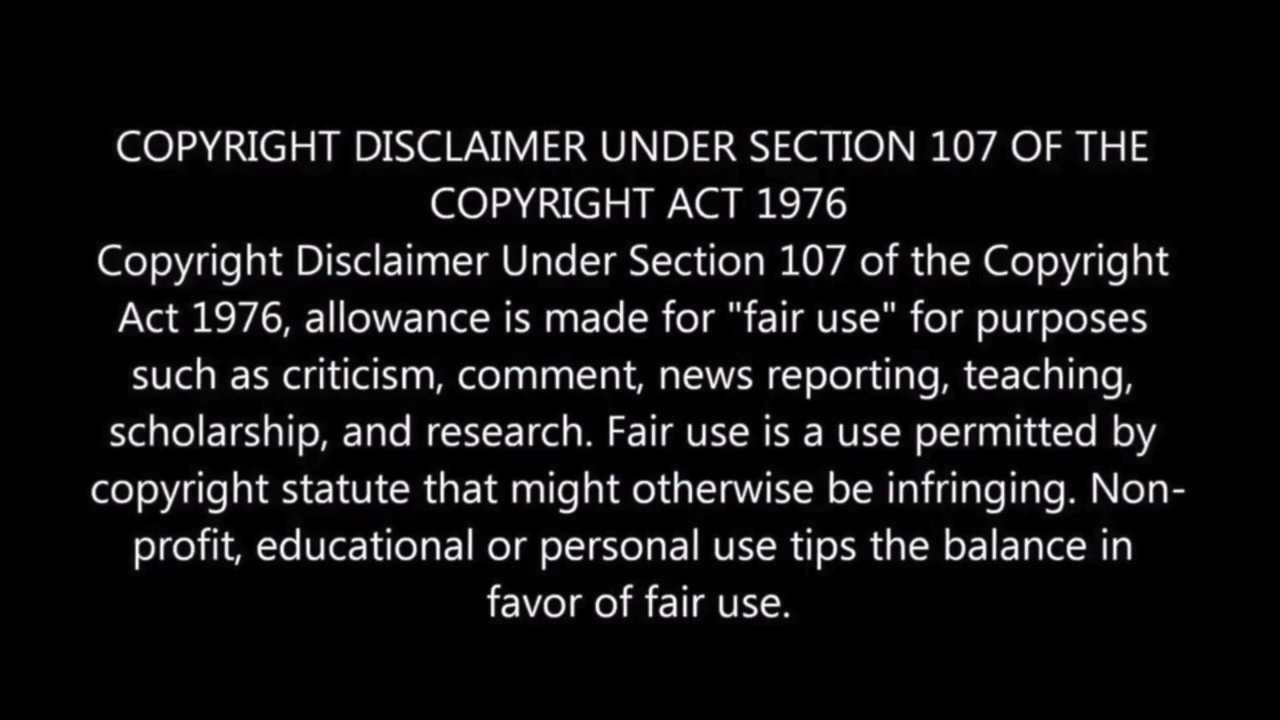 COPYRIGHT DISCLAIMER UNDER SECTION 107 OF THE
COPYRIGHT ACT 1976
Copyright Disclaimer Under Section 107 of the Copyright
Act 1976, allowance is made for "fair use" for purposes
such as criticism, comment, news reporting, teaching,
scholarship, and research. Fair use is a use permitted by
copyright statute that might otherwise be infringing. Non-
profit, educational or personal use tips the balance in
favor of fair use.